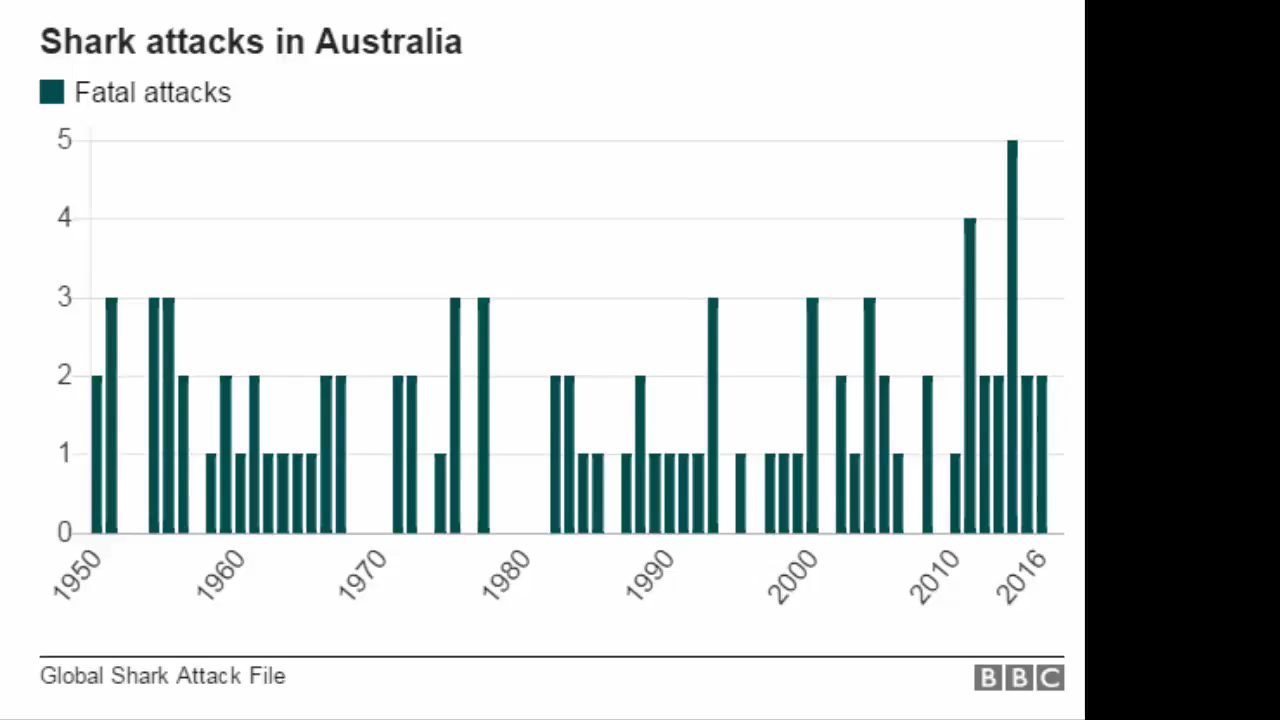 Shark attacks in Australia
Fatal attacks
5
4
3
2
1
0
1950 1960 1970 1980 1990 2000 2010 2016
Global Shark Attack File
BBC